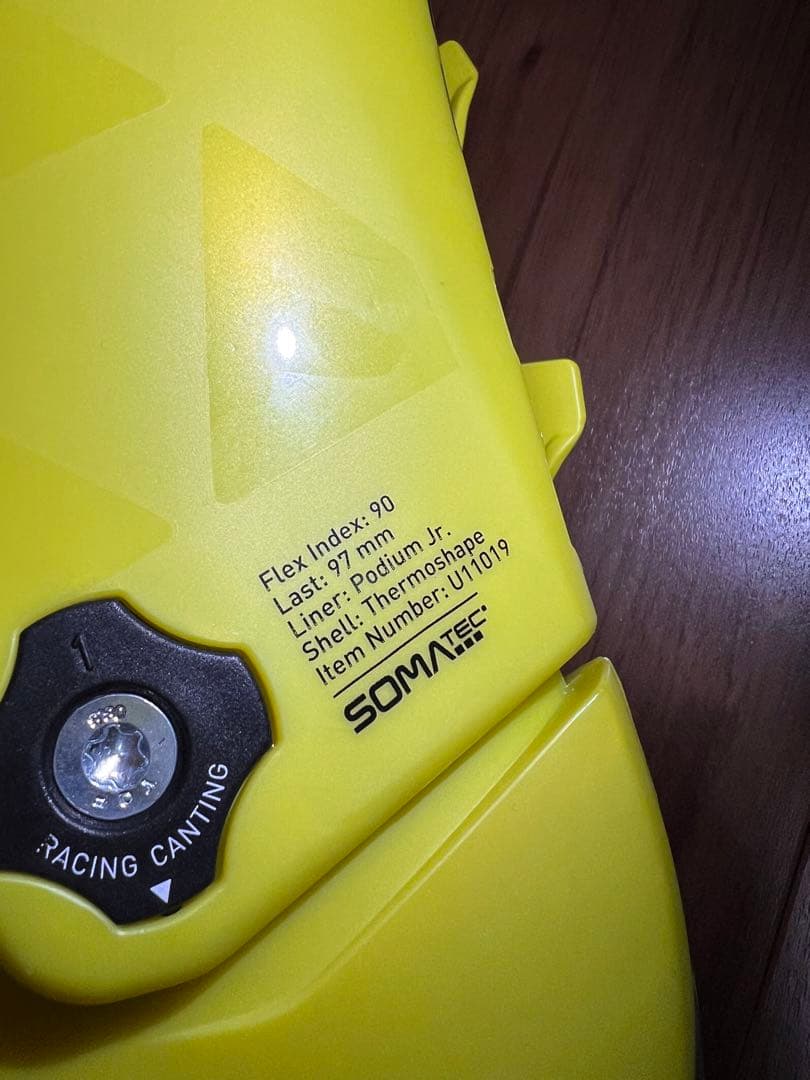 Flex Index: 90
Last: 97 mm
Liner: Podium Jr.
Shell: Thermoshape
Item Number: U11019
SOMATEC
1
RACING CANTING